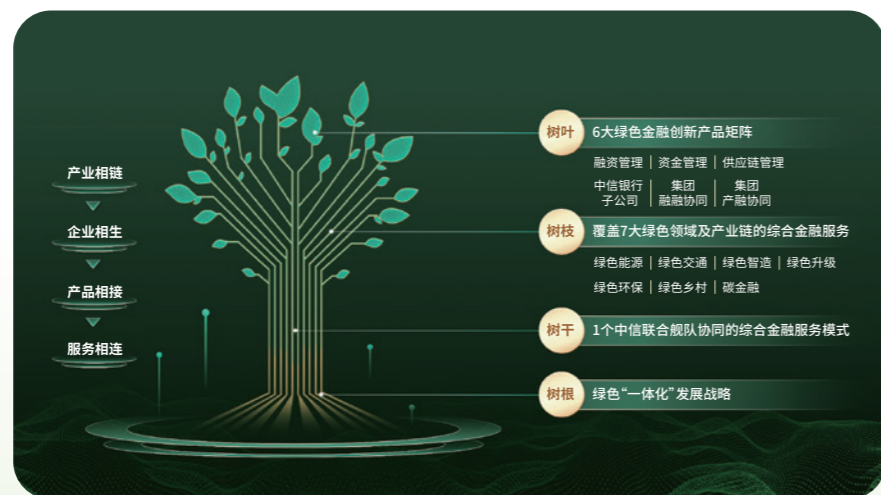 产业相链
企业相生
产品相接
服务相连
树叶
6大绿色金融创新产品矩阵
融资管理 | 资金管理 | 供应链管理
中信银行子公司 | 集团融融协同 | 集团产融协同
树枝
覆盖7大绿色领域及产业链的综合金融服务
绿色能源 | 绿色交通 | 绿色智造 | 绿色升级
绿色环保 | 绿色乡村 | 碳金融
树干
1个中信联合舰队协同的综合金融服务模式
树根
绿色“一体化”发展战略